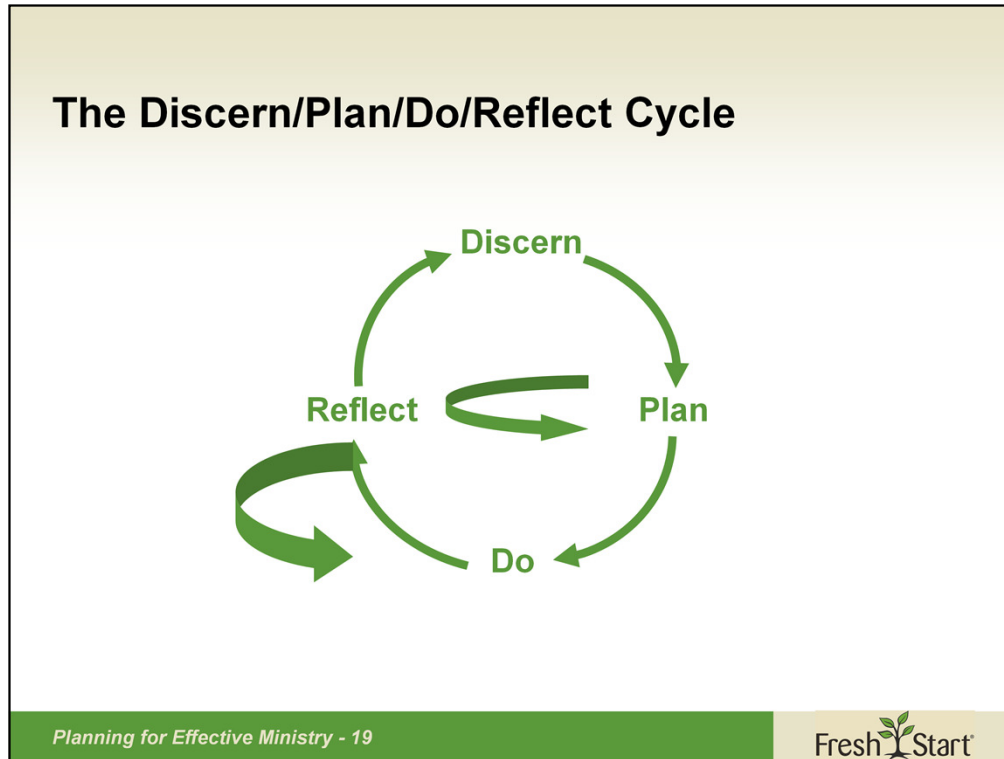 The Discern/Plan/Do/Reflect Cycle
Discern
Reflect
Plan
Do
Planning for Effective Ministry - 19
Fresh Start®